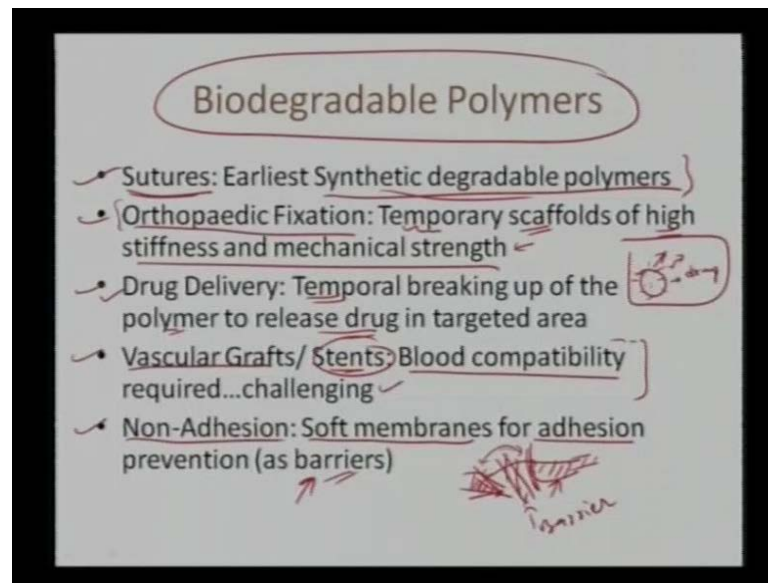 Biodegradable Polymers
• Sutures: Earliest Synthetic degradable polymers
• Orthopaedic Fixation: Temporary scaffolds of high
stiffness and mechanical strength
• Drug Delivery: Temporal breaking up of the
polymer to release drug in targeted area
drug
• Vascular Grafts/ Stents: Blood compatibility
required...challenging
• Non-Adhesion: Soft membranes for adhesion
prevention (as barriers)
Barrier